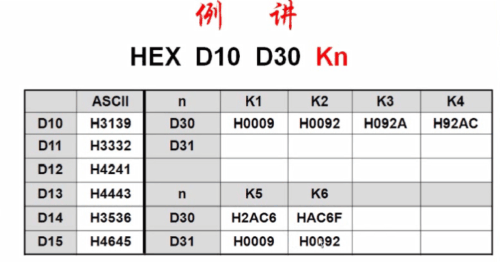 例 讲
HEX D10 D30 Kn
ASCII n K1 K2 K3 K4
D10 H3139 D30 H0009 H0092 H092A H92AC
D11 H3332 D31
D12 H4241
D13 H4443 n K5 K6
D14 H3536 D30 H2AC6 HAC6F
D15 H4645 D31 H0009 H0092